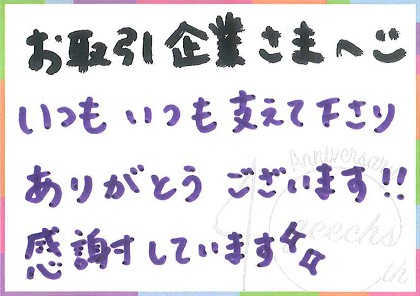 お取引企業さまへ
いつもいつも支えて下さり
ありがとうございます!!
感謝しています
Anniversary
geechs
th